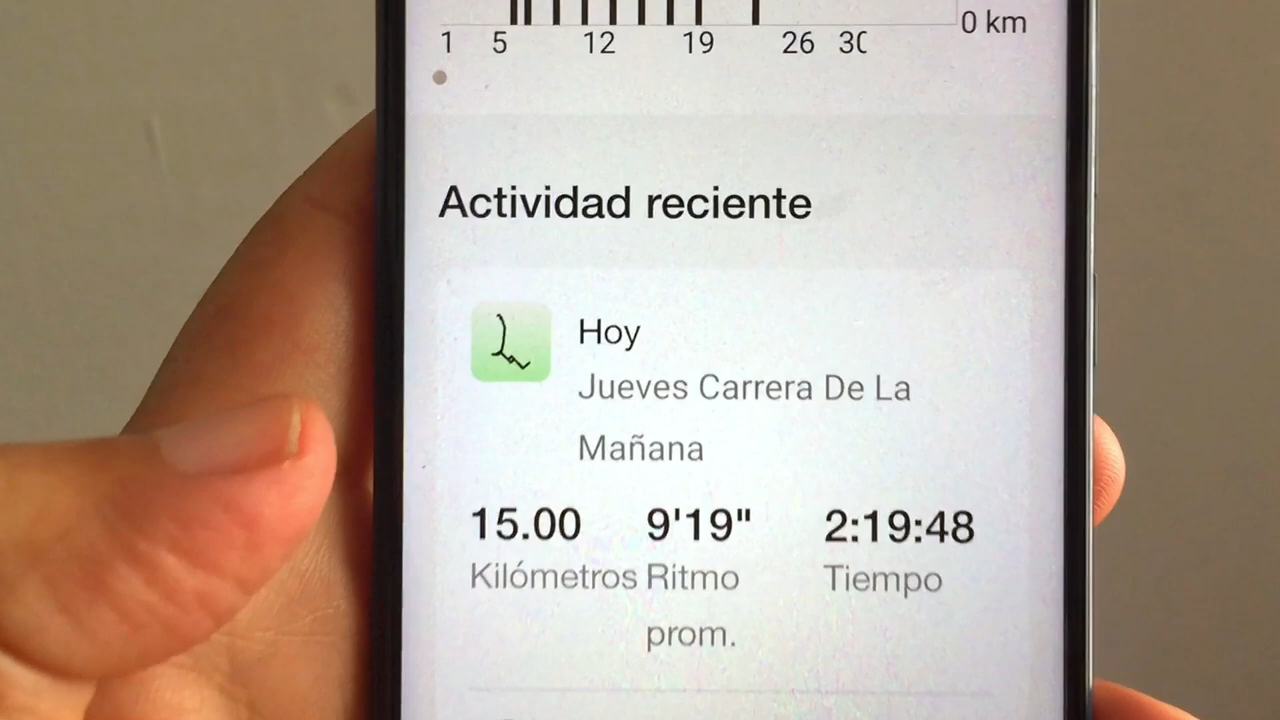 0 km
1 5 12 19 26 30
Actividad reciente
Hoy
Jueves Carrera De La
Mañana
15.00 9'19" 2:19:48
Kilómetros Ritmo Tiempo
prom.